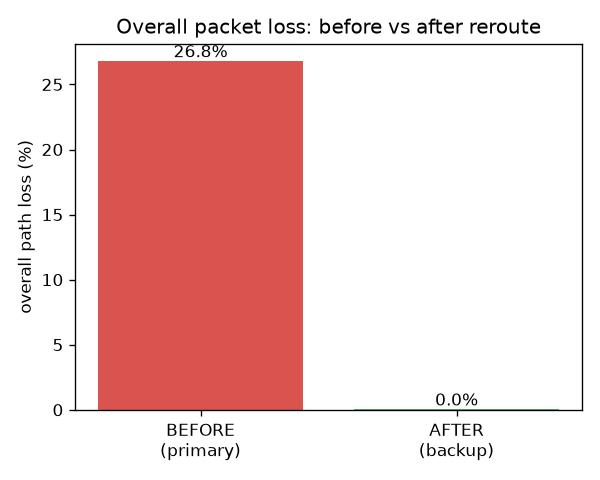 Overall packet loss: before vs after reroute
26.8%
25
20
15
10
5
0
overall path loss (%)
0.0%
BEFORE
(primary)
AFTER
(backup)